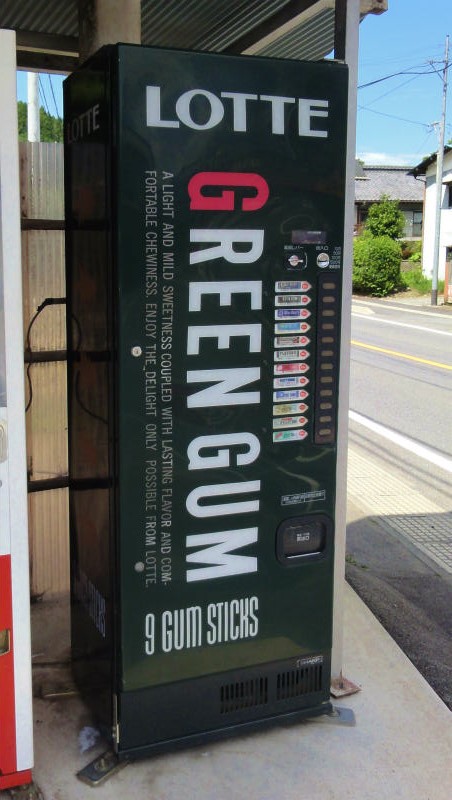 LOTTE
LOTTE
GREEN GUM
A LIGHT AND MILD SWEETNESS COUPLED WITH LASTING FLAVOR AND COM-
FORTABLE CHEWINESS. ENJOY THE DELIGHT ONLY POSSIBLE FROM LOTTE.
9 GUM STICKS
STICKS